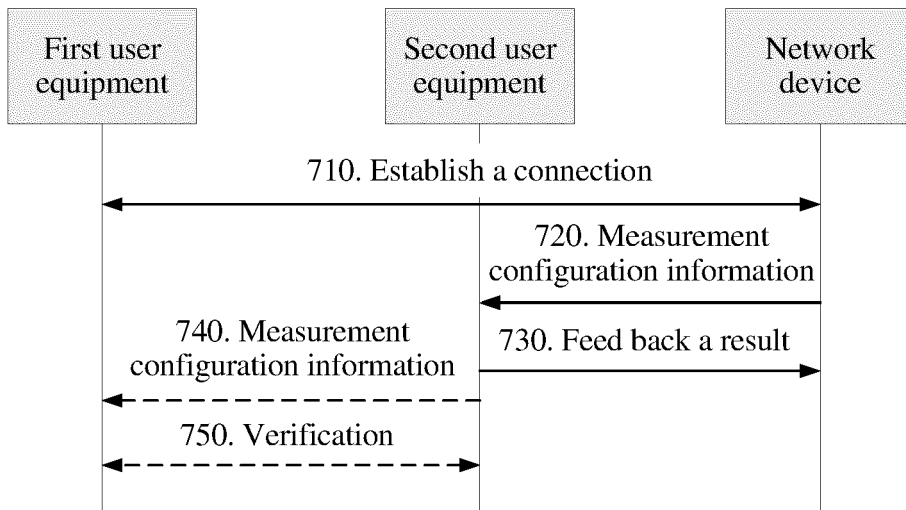 First user
equipment
Second user
equipment
Network
device
710. Establish a connection
720. Measurement
configuration information
730. Feed back a result
740. Measurement
configuration information
750. Verification